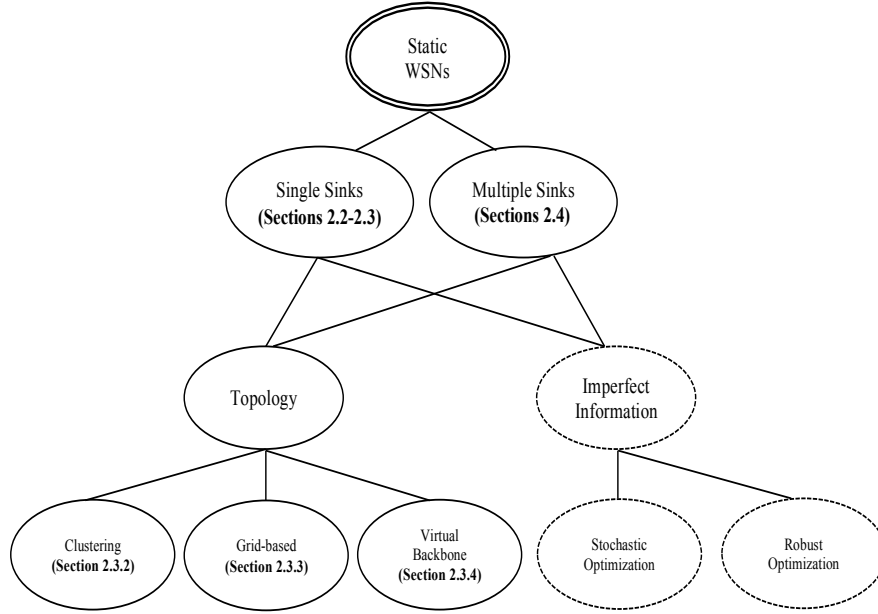 Static
WSNs
Single Sinks
(Sections 2.2-2.3)
Multiple Sinks
(Sections 2.4)
Topology
Imperfect
Information
Clustering
(Section 2.3.2)
Grid-based
(Section 2.3.3)
Virtual
Backbone
(Section 2.3.4)
Stochastic
Optimization
Robust
Optimization